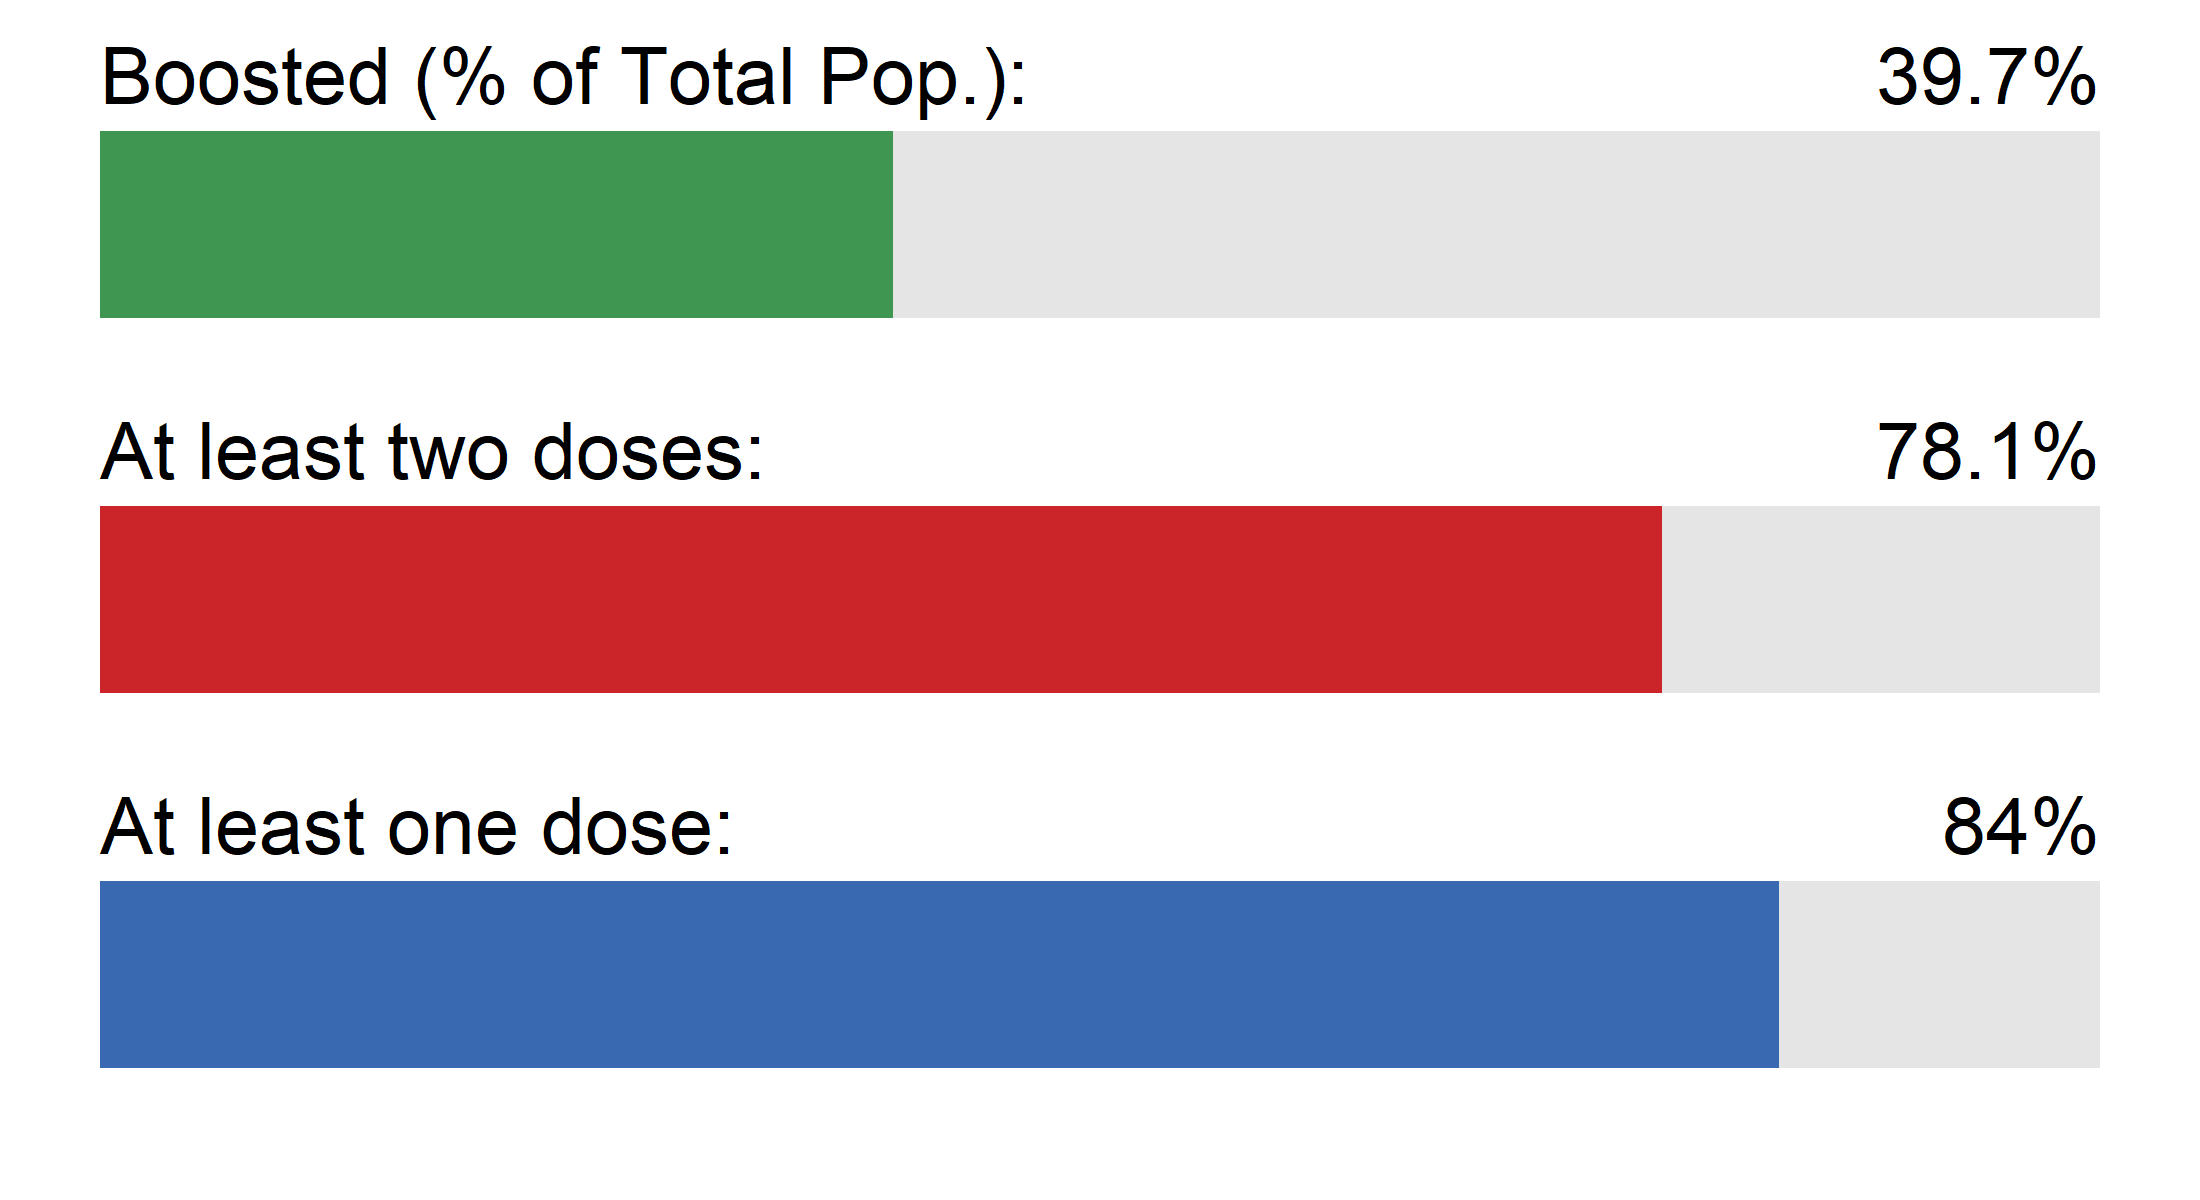 Boosted (% of Total Pop.): 39.7%
At least two doses: 78.1%
At least one dose: 84%